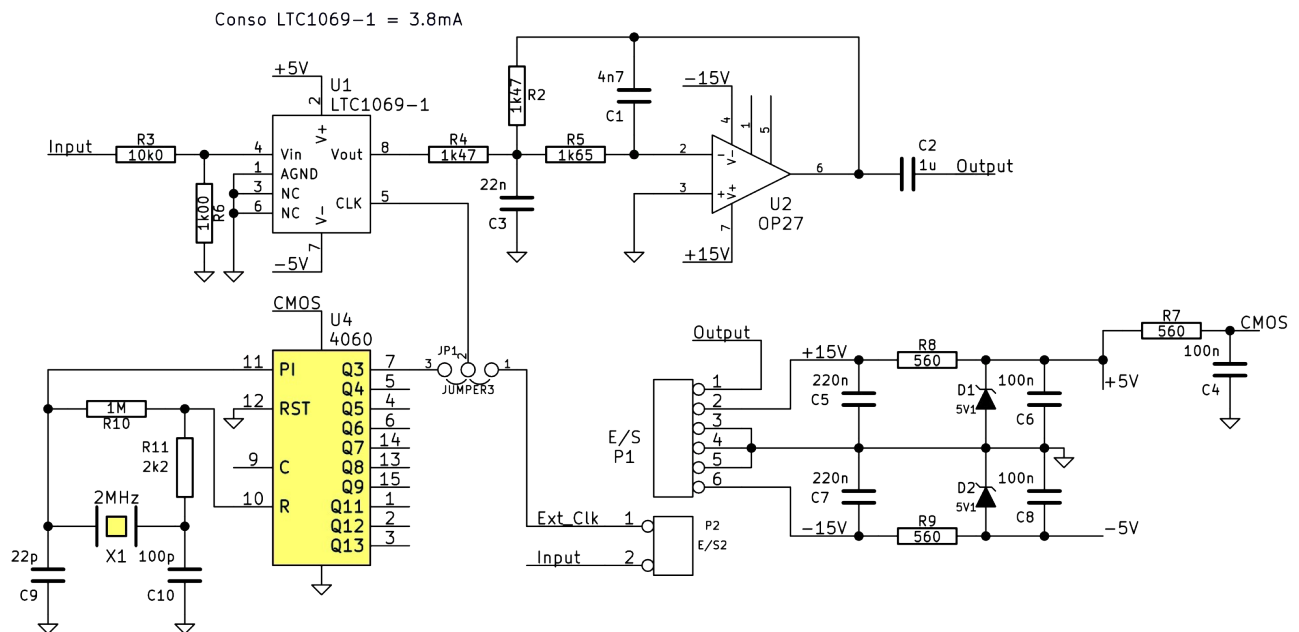 Conso LTC1069-1 = 3.8mA
+5V
U1
LTC1069-1
2
V+
Input
R3
10k0
4
Vin
Vout
8
1
AGND
3
NC
6
NC
CLK
5
V-
7
-5V
1k00
R6
R4
1k47
1k47
R2
R5
1k65
22n
C3
4n7
C1
-15V
4
1
5
2
-
V-
3
+
V+
6
7
U2
OP27
+15V
C2
1u
Output
CMOS
U4
4060
11
PI
Q3
7
Q4
5
12
RST
Q5
4
Q6
6
Q7
14
9
C
Q8
13
Q9
15
10
R
Q11
1
Q12
2
Q13
3
1M
R10
R11
2k2
2MHz
X1
22p
C9
100p
C10
JP1
3
2
1
JUMPER3
Ext_Clk
1
Input
2
P2
E/S2
Output
E/S
P1
1
2
3
4
5
6
+15V
220n
C5
R8
560
D1
5V1
100n
C6
+5V
R7
560
CMOS
100n
C4
220n
C7
-15V
R9
560
D2
5V1
100n
C8
-5V